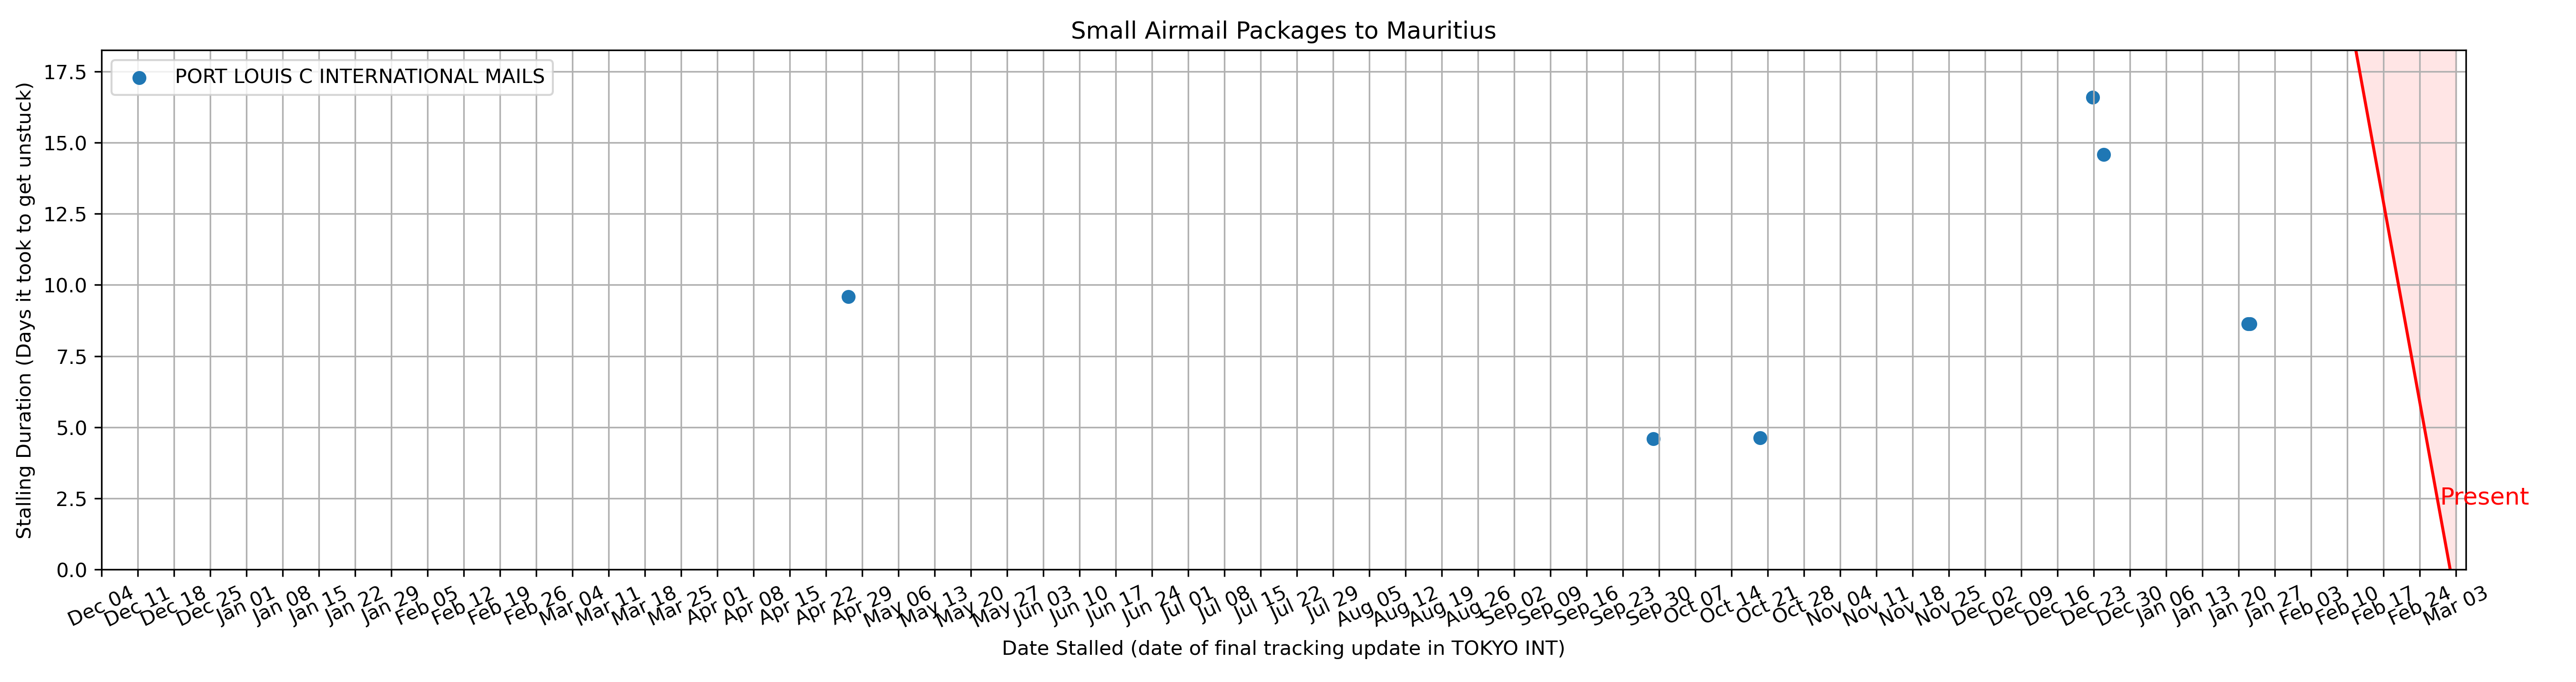 Small Airmail Packages to Mauritius
PORT LOUIS C INTERNATIONAL MAILS
Stalling Duration (Days it took to get unstuck)
17.5
15.0
12.5
10.0
7.5
5.0
2.5
0.0
Present
Dec 04 Dec 11 Dec 18 Dec 25 Jan 01 Jan 08 Jan 15 Jan 22 Jan 29 Feb 05 Feb 12 Feb 19 Feb 26 Mar 04 Mar 11 Mar 18 Mar 25 Apr 01 Apr 08 Apr 15 Apr 22 Apr 29 May 06 May 13 May 20 May 27 Jun 03 Jun 10 Jun 17 Jun 24 Jul 01 Jul 08 Jul 15 Jul 22 Jul 29 Aug 05 Aug 12 Aug 19 Aug 26 Sep 02 Sep 09 Sep 16 Sep 23 Sep 30 Oct 07 Oct 14 Oct 21 Oct 28 Nov 04 Nov 11 Nov 18 Nov 25 Dec 02 Dec 09 Dec 16 Dec 23 Dec 30 Jan 06 Jan 13 Jan 20 Jan 27 Feb 03 Feb 10 Feb 17 Feb 24 Mar 03
Date Stalled (date of final tracking update in TOKYO INT)